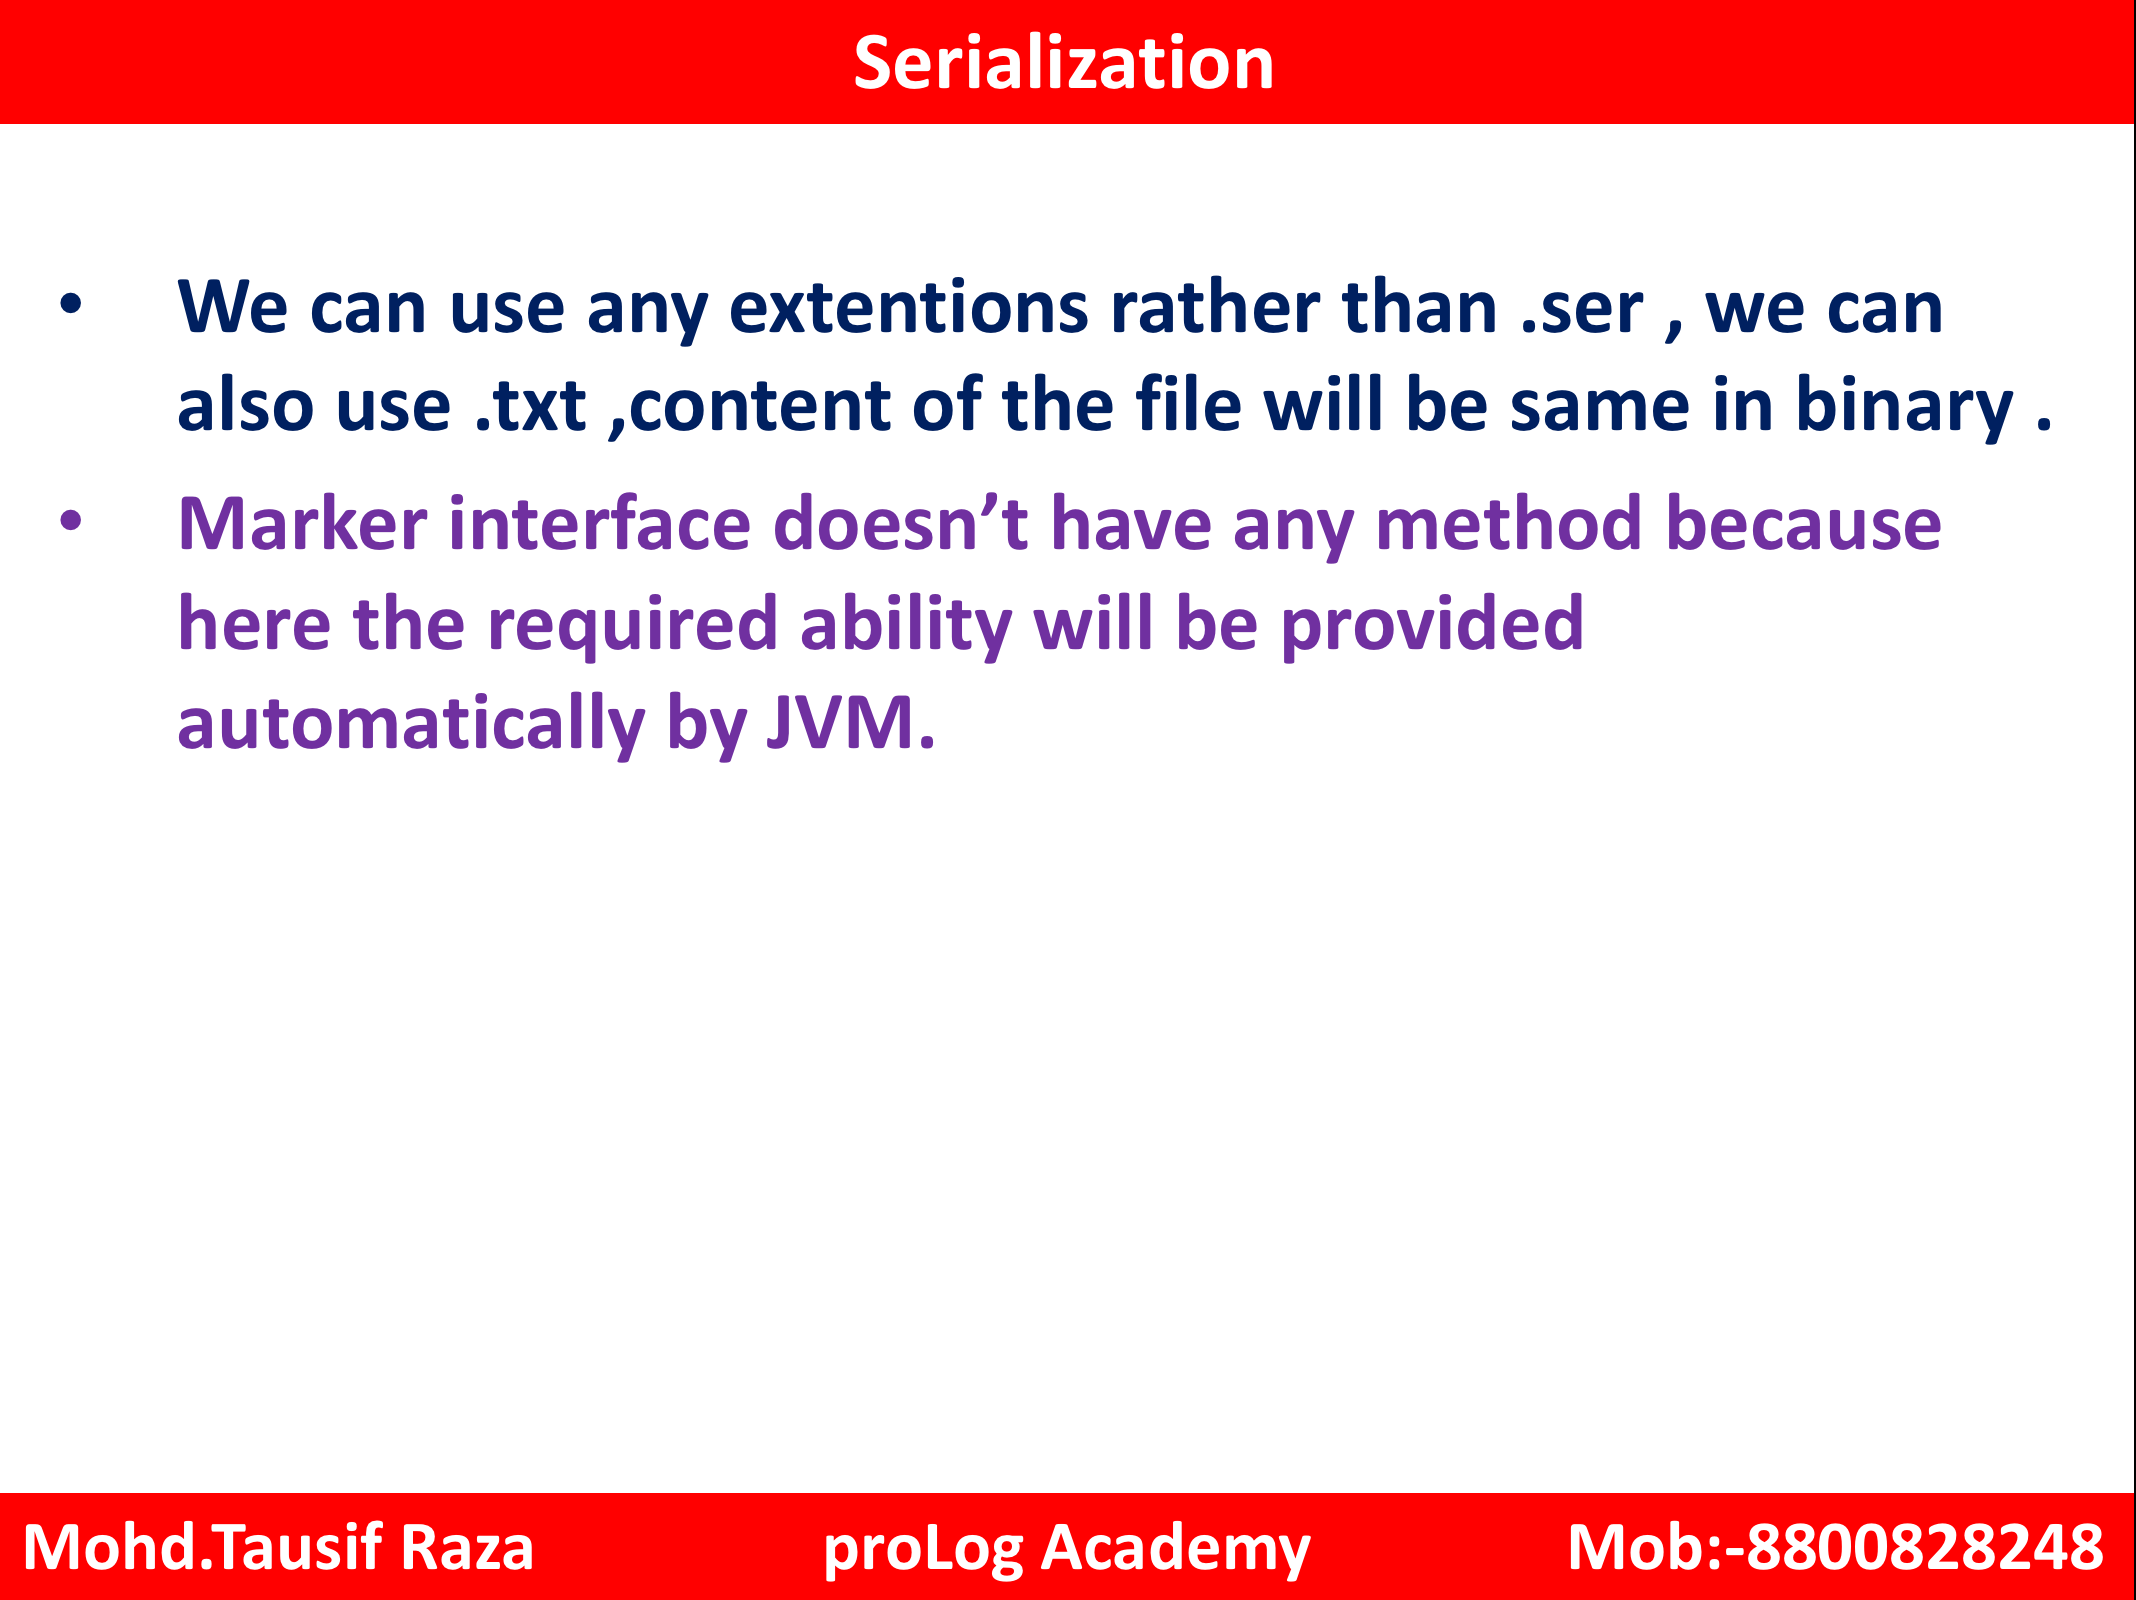 Serialization
• We can use any extentions rather than .ser , we can
also use .txt ,content of the file will be same in binary .
• Marker interface doesn’t have any method because
here the required ability will be provided
automatically by JVM.
Mohd.Tausif Raza proLog Academy Mob:-8800828248